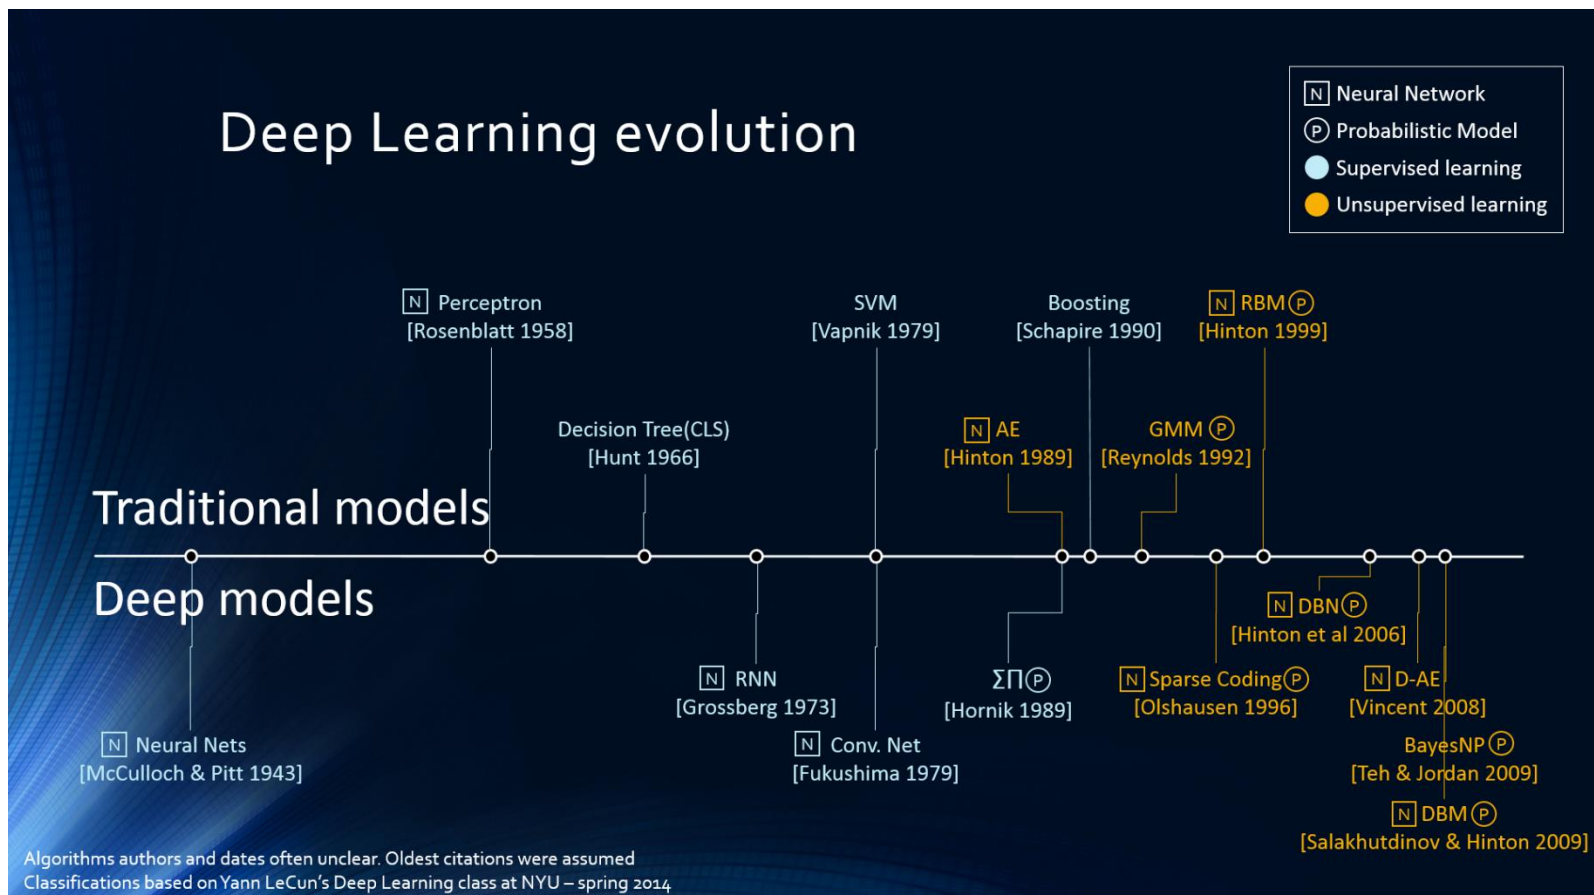 Deep Learning evolution
N Neural Network
P Probabilistic Model
Supervised learning
Unsupervised learning
N Perceptron
[Rosenblatt 1958]
SVM
[Vapnik 1979]
Boosting
[Schapire 1990]
N RBM P
[Hinton 1999]
Decision Tree(CLS)
[Hunt 1966]
N AE
[Hinton 1989]
GMM P
[Reynolds 1992]
Traditional models
Deep models
N DBN P
[Hinton et al 2006]
N RNN
[Grossberg 1973]
ΣΠ P
[Hornik 1989]
N Sparse Coding P
[Olshausen 1996]
N D-AE
[Vincent 2008]
N Neural Nets
[McCulloch & Pitt 1943]
N Conv. Net
[Fukushima 1979]
BayesNP P
[Teh & Jordan 2009]
N DBM P
[Salakhutdinov & Hinton 2009]
Algorithms authors and dates often unclear. Oldest citations were assumed
Classifications based on Yann LeCun's Deep Learning class at NYU – spring 2014